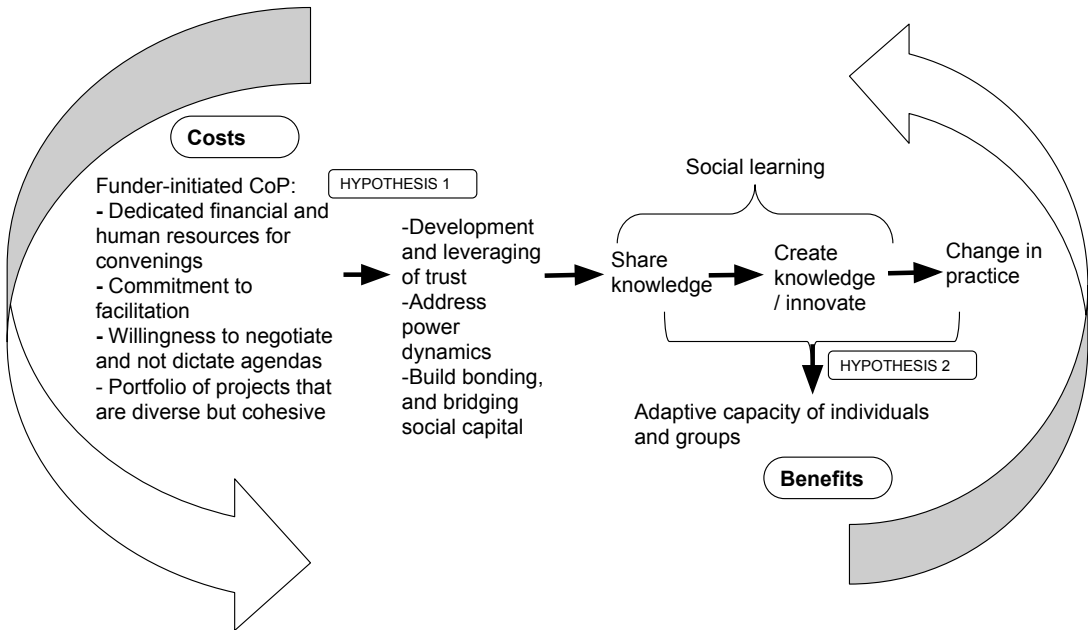 Costs
Funder-initiated CoP:
- Dedicated financial and
human resources for
convenings
- Commitment to
facilitation
- Willingness to negotiate
and not dictate agendas
- Portfolio of projects that
are diverse but cohesive
HYPOTHESIS 1
-Development
and leveraging
of trust
-Address
power
dynamics
-Build bonding,
and bridging
social capital
Social learning
Share
knowledge
Create
knowledge
/ innovate
Change in
practice
HYPOTHESIS 2
Adaptive capacity of individuals
and groups
Benefits